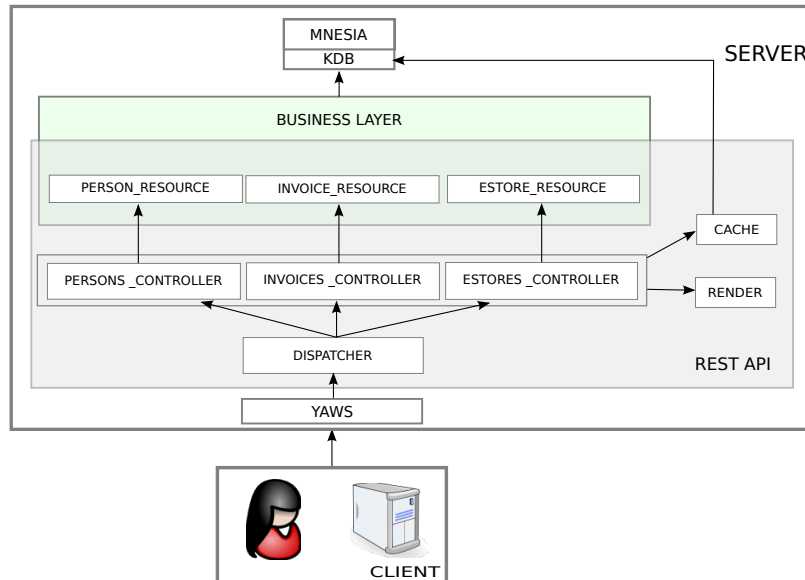 MNESIA
KDB
SERVER
BUSINESS LAYER
PERSON_RESOURCE
INVOICE_RESOURCE
ESTORE_RESOURCE
CACHE
PERSONS _CONTROLLER
INVOICES _CONTROLLER
ESTORES _CONTROLLER
RENDER
DISPATCHER
REST API
YAWS
CLIENT